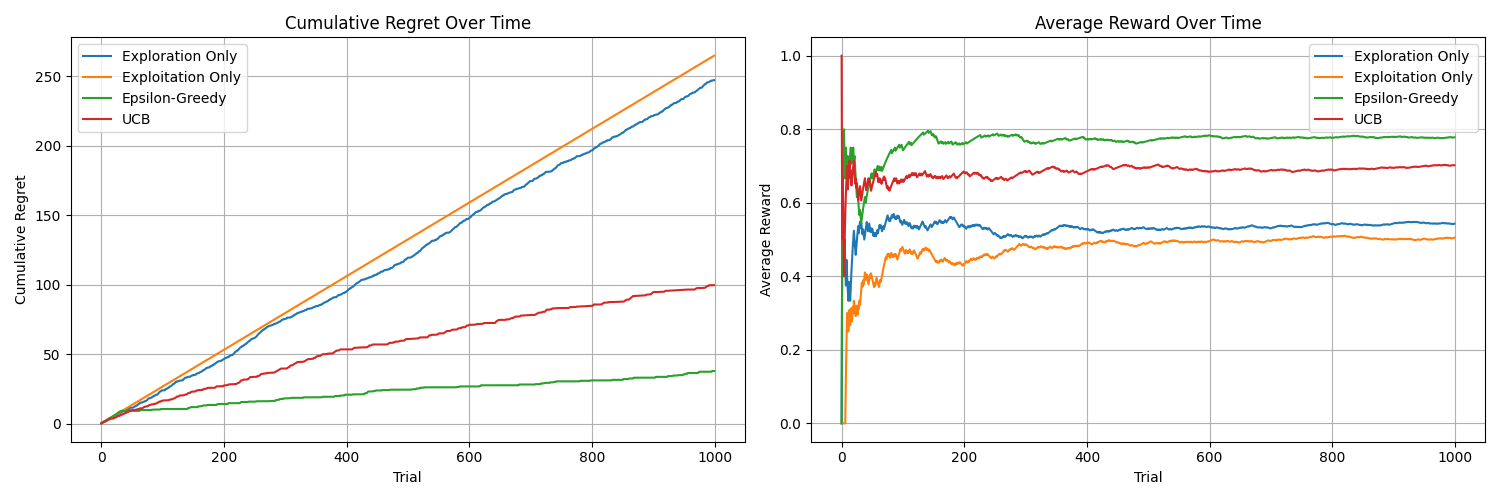 Cumulative Regret Over Time
Exploration Only
Exploitation Only
Epsilon-Greedy
UCB
Cumulative Regret
250
200
150
100
50
0
0 200 400 600 800 1000
Trial
Average Reward Over Time
Exploration Only
Exploitation Only
Epsilon-Greedy
UCB
Average Reward
1.0
0.8
0.6
0.4
0.2
0.0
0 200 400 600 800 1000
Trial